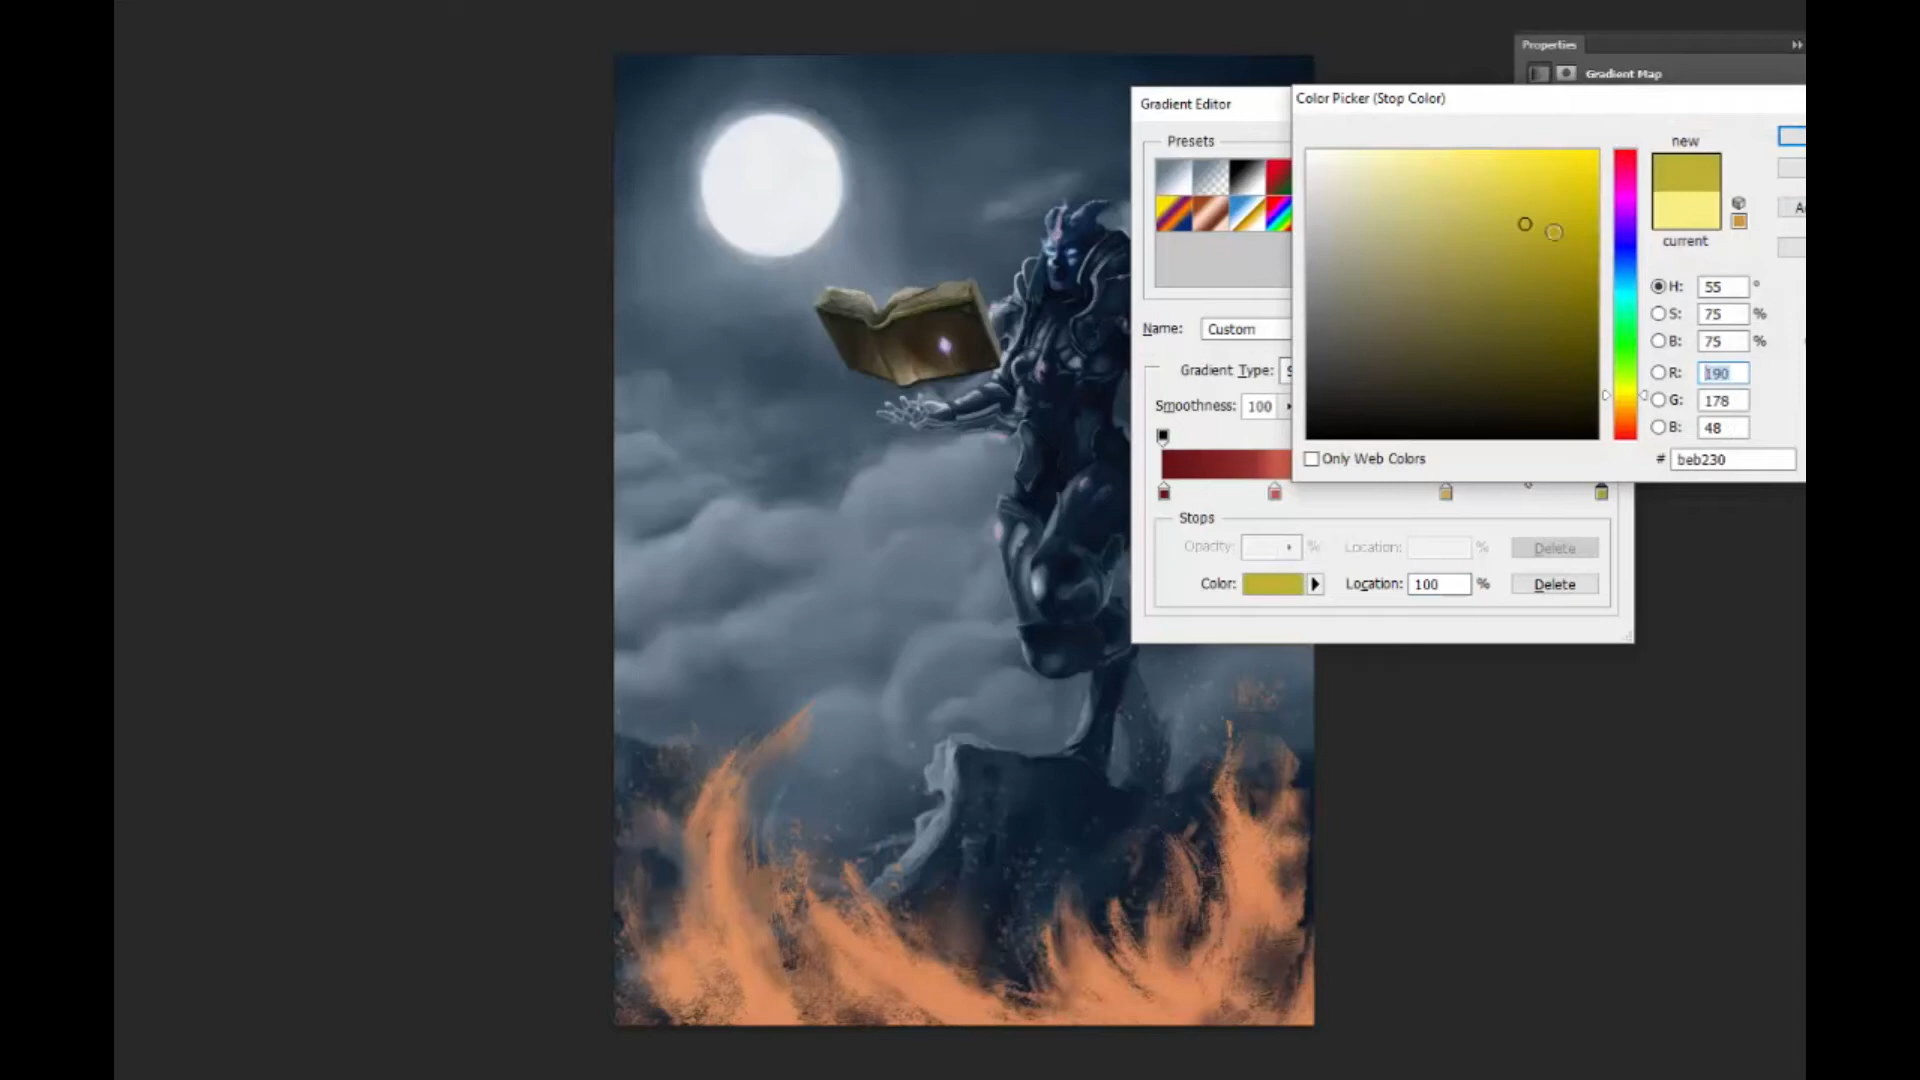 Properties
Gradient Map
Gradient Editor
Color Picker (Stop Color)
Presets
new
current
Name: Custom
Gradient Type:
Smoothness: 100
H: 55 °
S: 75 %
B: 75 %
R: 190
G: 178
B: 48
Only Web Colors
# beb230
Stops
Opacity: % Location: % Delete
Color: Location: 100 % Delete